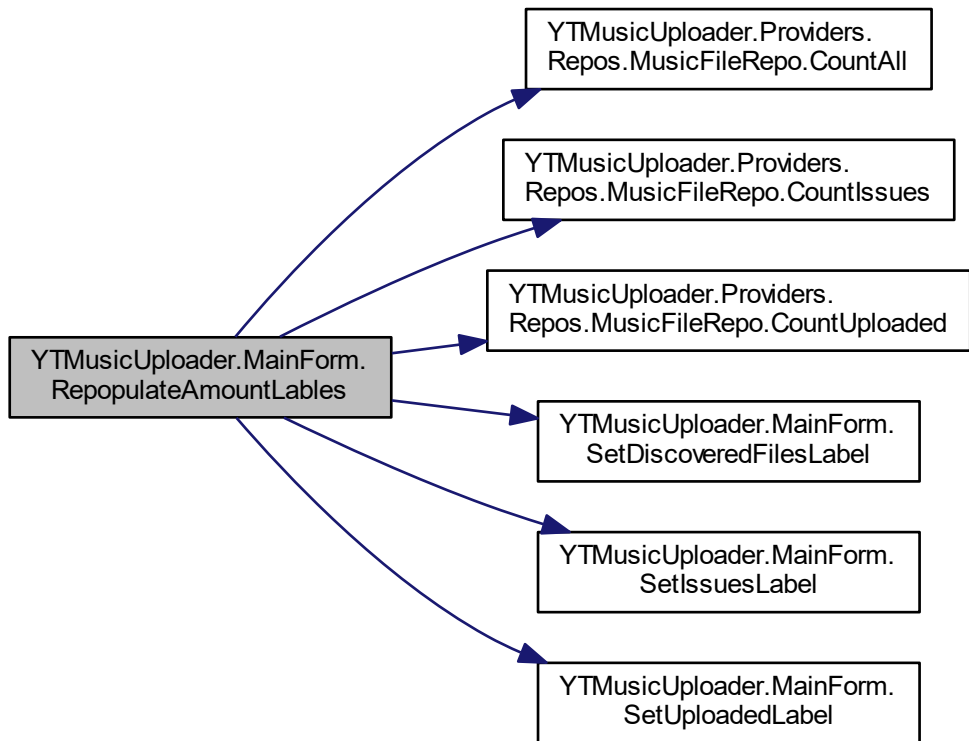 YTMusicUploader.Providers.
Repos.MusicFileRepo.CountAll
YTMusicUploader.Providers.
Repos.MusicFileRepo.CountIssues
YTMusicUploader.Providers.
Repos.MusicFileRepo.CountUploaded
YTMusicUploader.MainForm.
RepopulateAmountLables
YTMusicUploader.MainForm.
SetDiscoveredFilesLabel
YTMusicUploader.MainForm.
SetIssuesLabel
YTMusicUploader.MainForm.
SetUploadedLabel